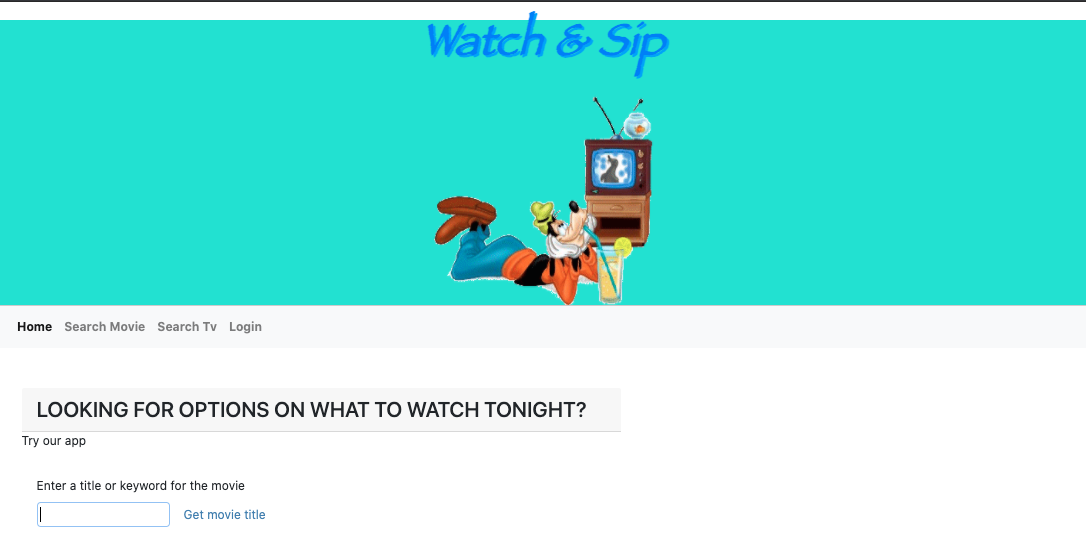 Watch & Sip
Home Search Movie Search Tv Login
LOOKING FOR OPTIONS ON WHAT TO WATCH TONIGHT?
Try our app
Enter a title or keyword for the movie
Get movie title